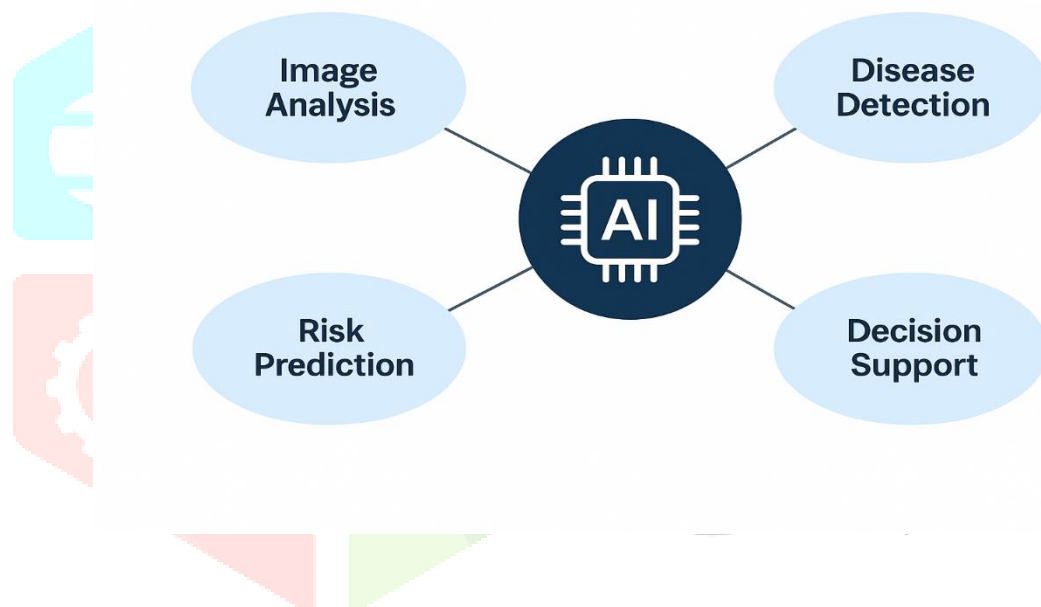 Image
Analysis
Disease
Detection
AI
Risk
Prediction
Decision
Support